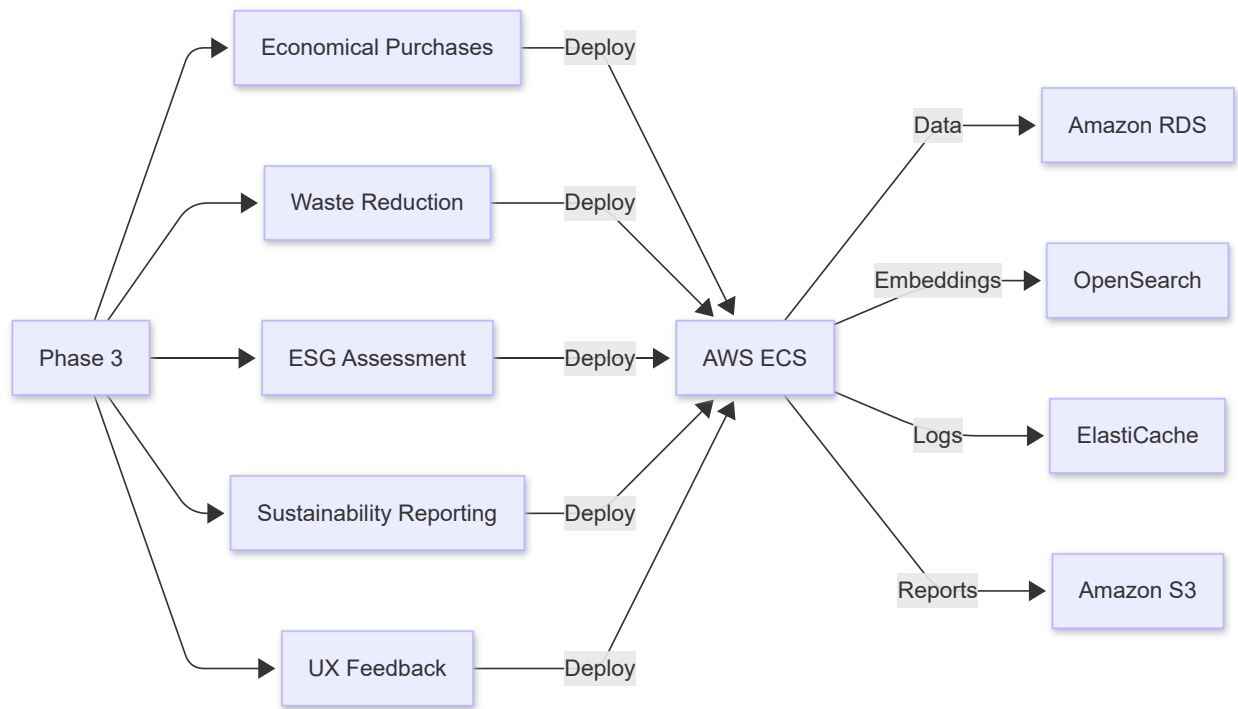 Phase 3
Economical Purchases
Waste Reduction
ESG Assessment
Sustainability Reporting
UX Feedback
Deploy
Deploy
Deploy
Deploy
Deploy
AWS ECS
Data
Embeddings
Logs
Reports
Amazon RDS
OpenSearch
ElastiCache
Amazon S3